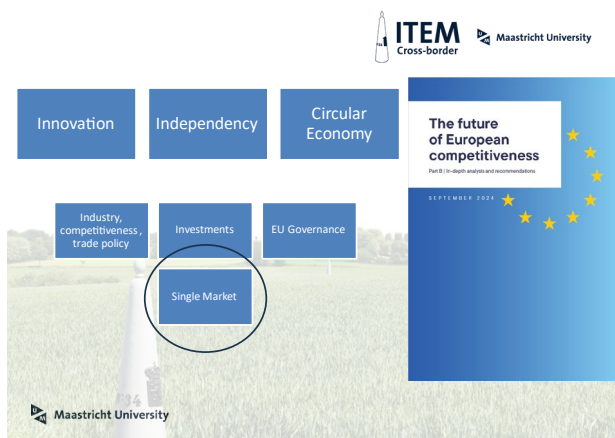 ITEM
Cross-border
Maastricht University
Innovation
Independency
Circular
Economy
The future
of European
competitiveness
Part B | In-depth analysis and recommendations
SEPTEMBER 2024
Industry,
competitiveness,
trade policy
Investments
EU Governance
Single Market
Maastricht University